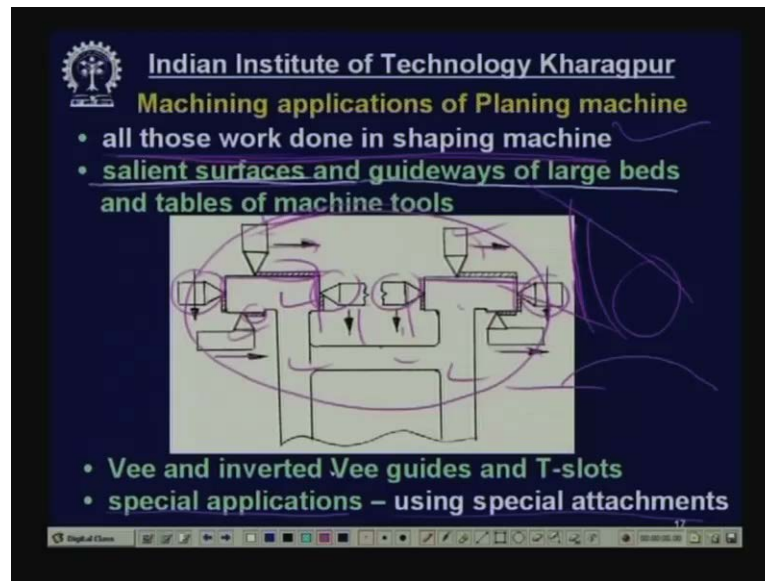 Indian Institute of Technology Kharagpur
Machining applications of Planing machine
• all those work done in shaping machine
• salient surfaces and guideways of large beds
and tables of machine tools
• Vee and inverted Vee guides and T-slots
• special applications – using special attachments
17
Digital Class